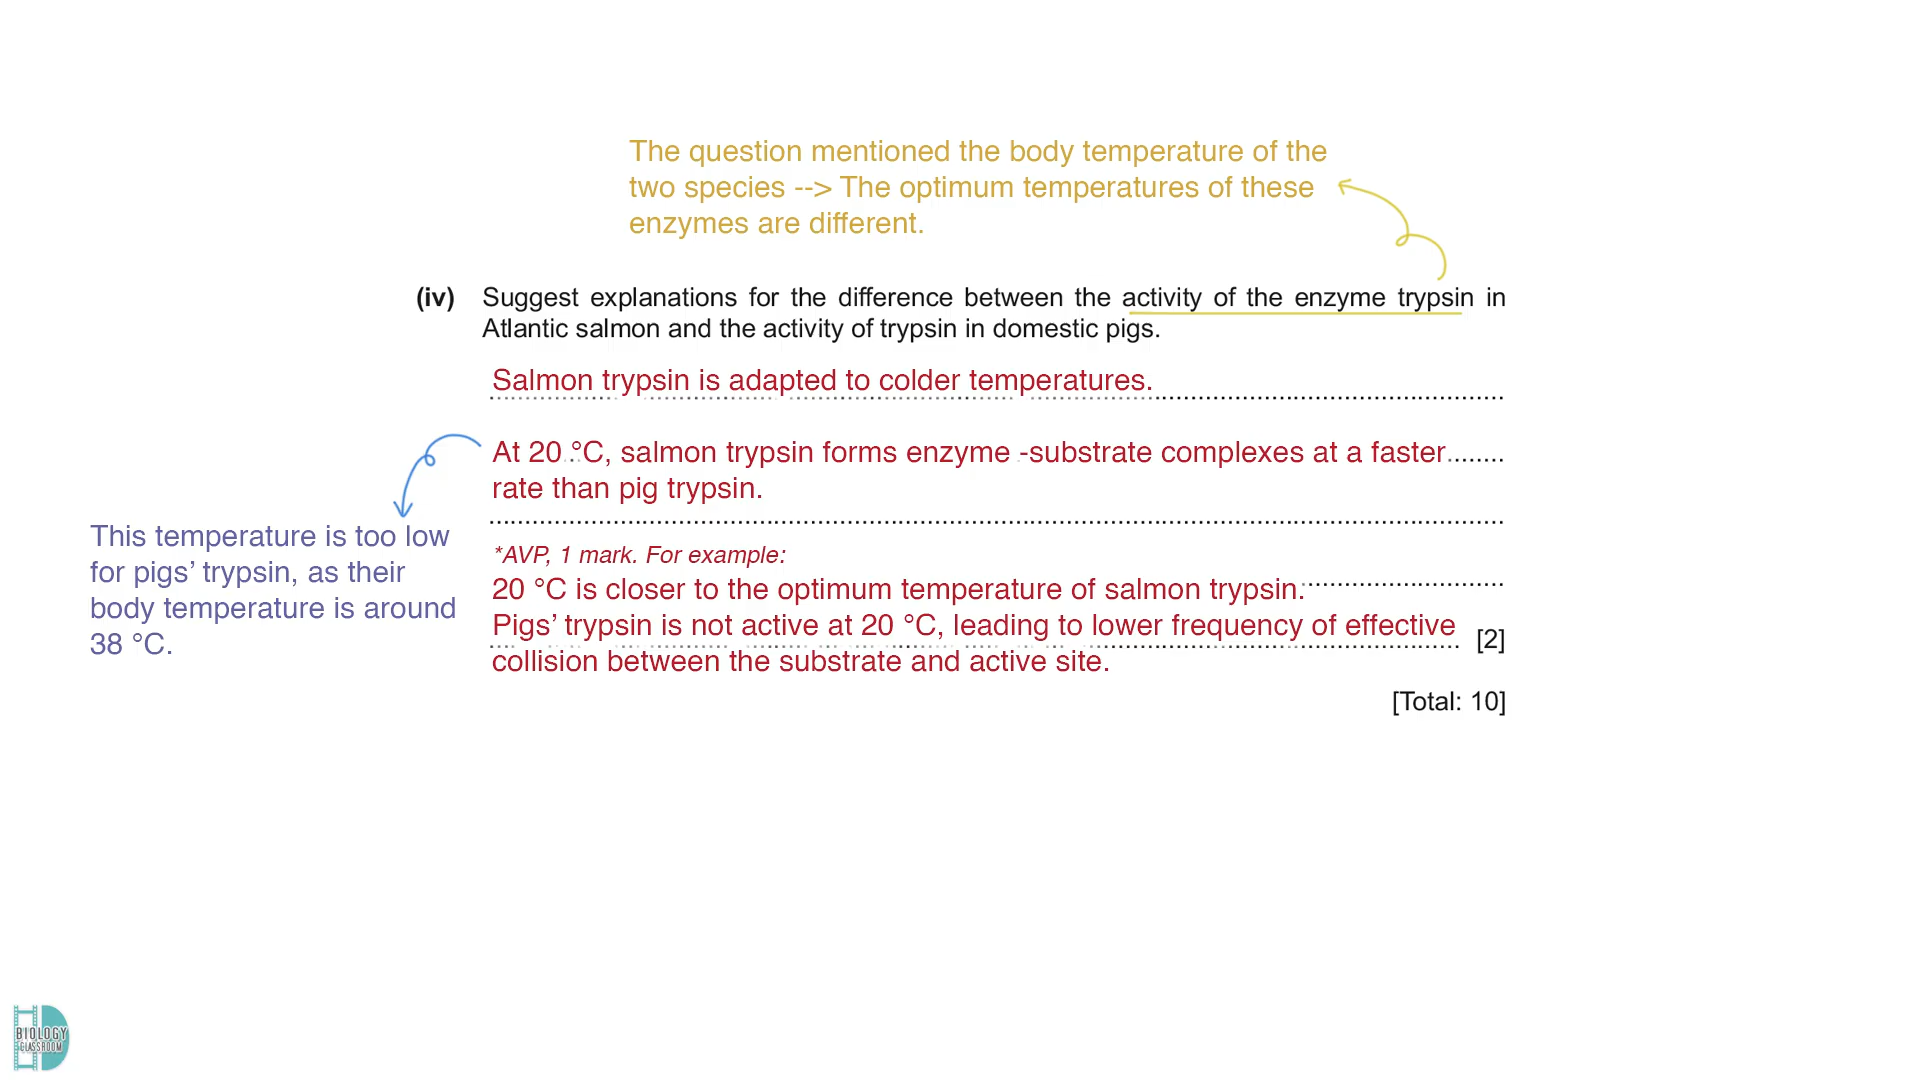 The question mentioned the body temperature of the
two species --> The optimum temperatures of these
enzymes are different.
(iv) Suggest explanations for the difference between the activity of the enzyme trypsin in
Atlantic salmon and the activity of trypsin in domestic pigs.
Salmon trypsin is adapted to colder temperatures.
At 20 °C, salmon trypsin forms enzyme -substrate complexes at a faster
rate than pig trypsin.
This temperature is too low
for pigs’ trypsin, as their
body temperature is around
38 °C.
*AVP, 1 mark. For example:
20 °C is closer to the optimum temperature of salmon trypsin.
Pigs’ trypsin is not active at 20 °C, leading to lower frequency of effective
collision between the substrate and active site.
[2]
[Total: 10]
BIOLOGY
CLASSROOM